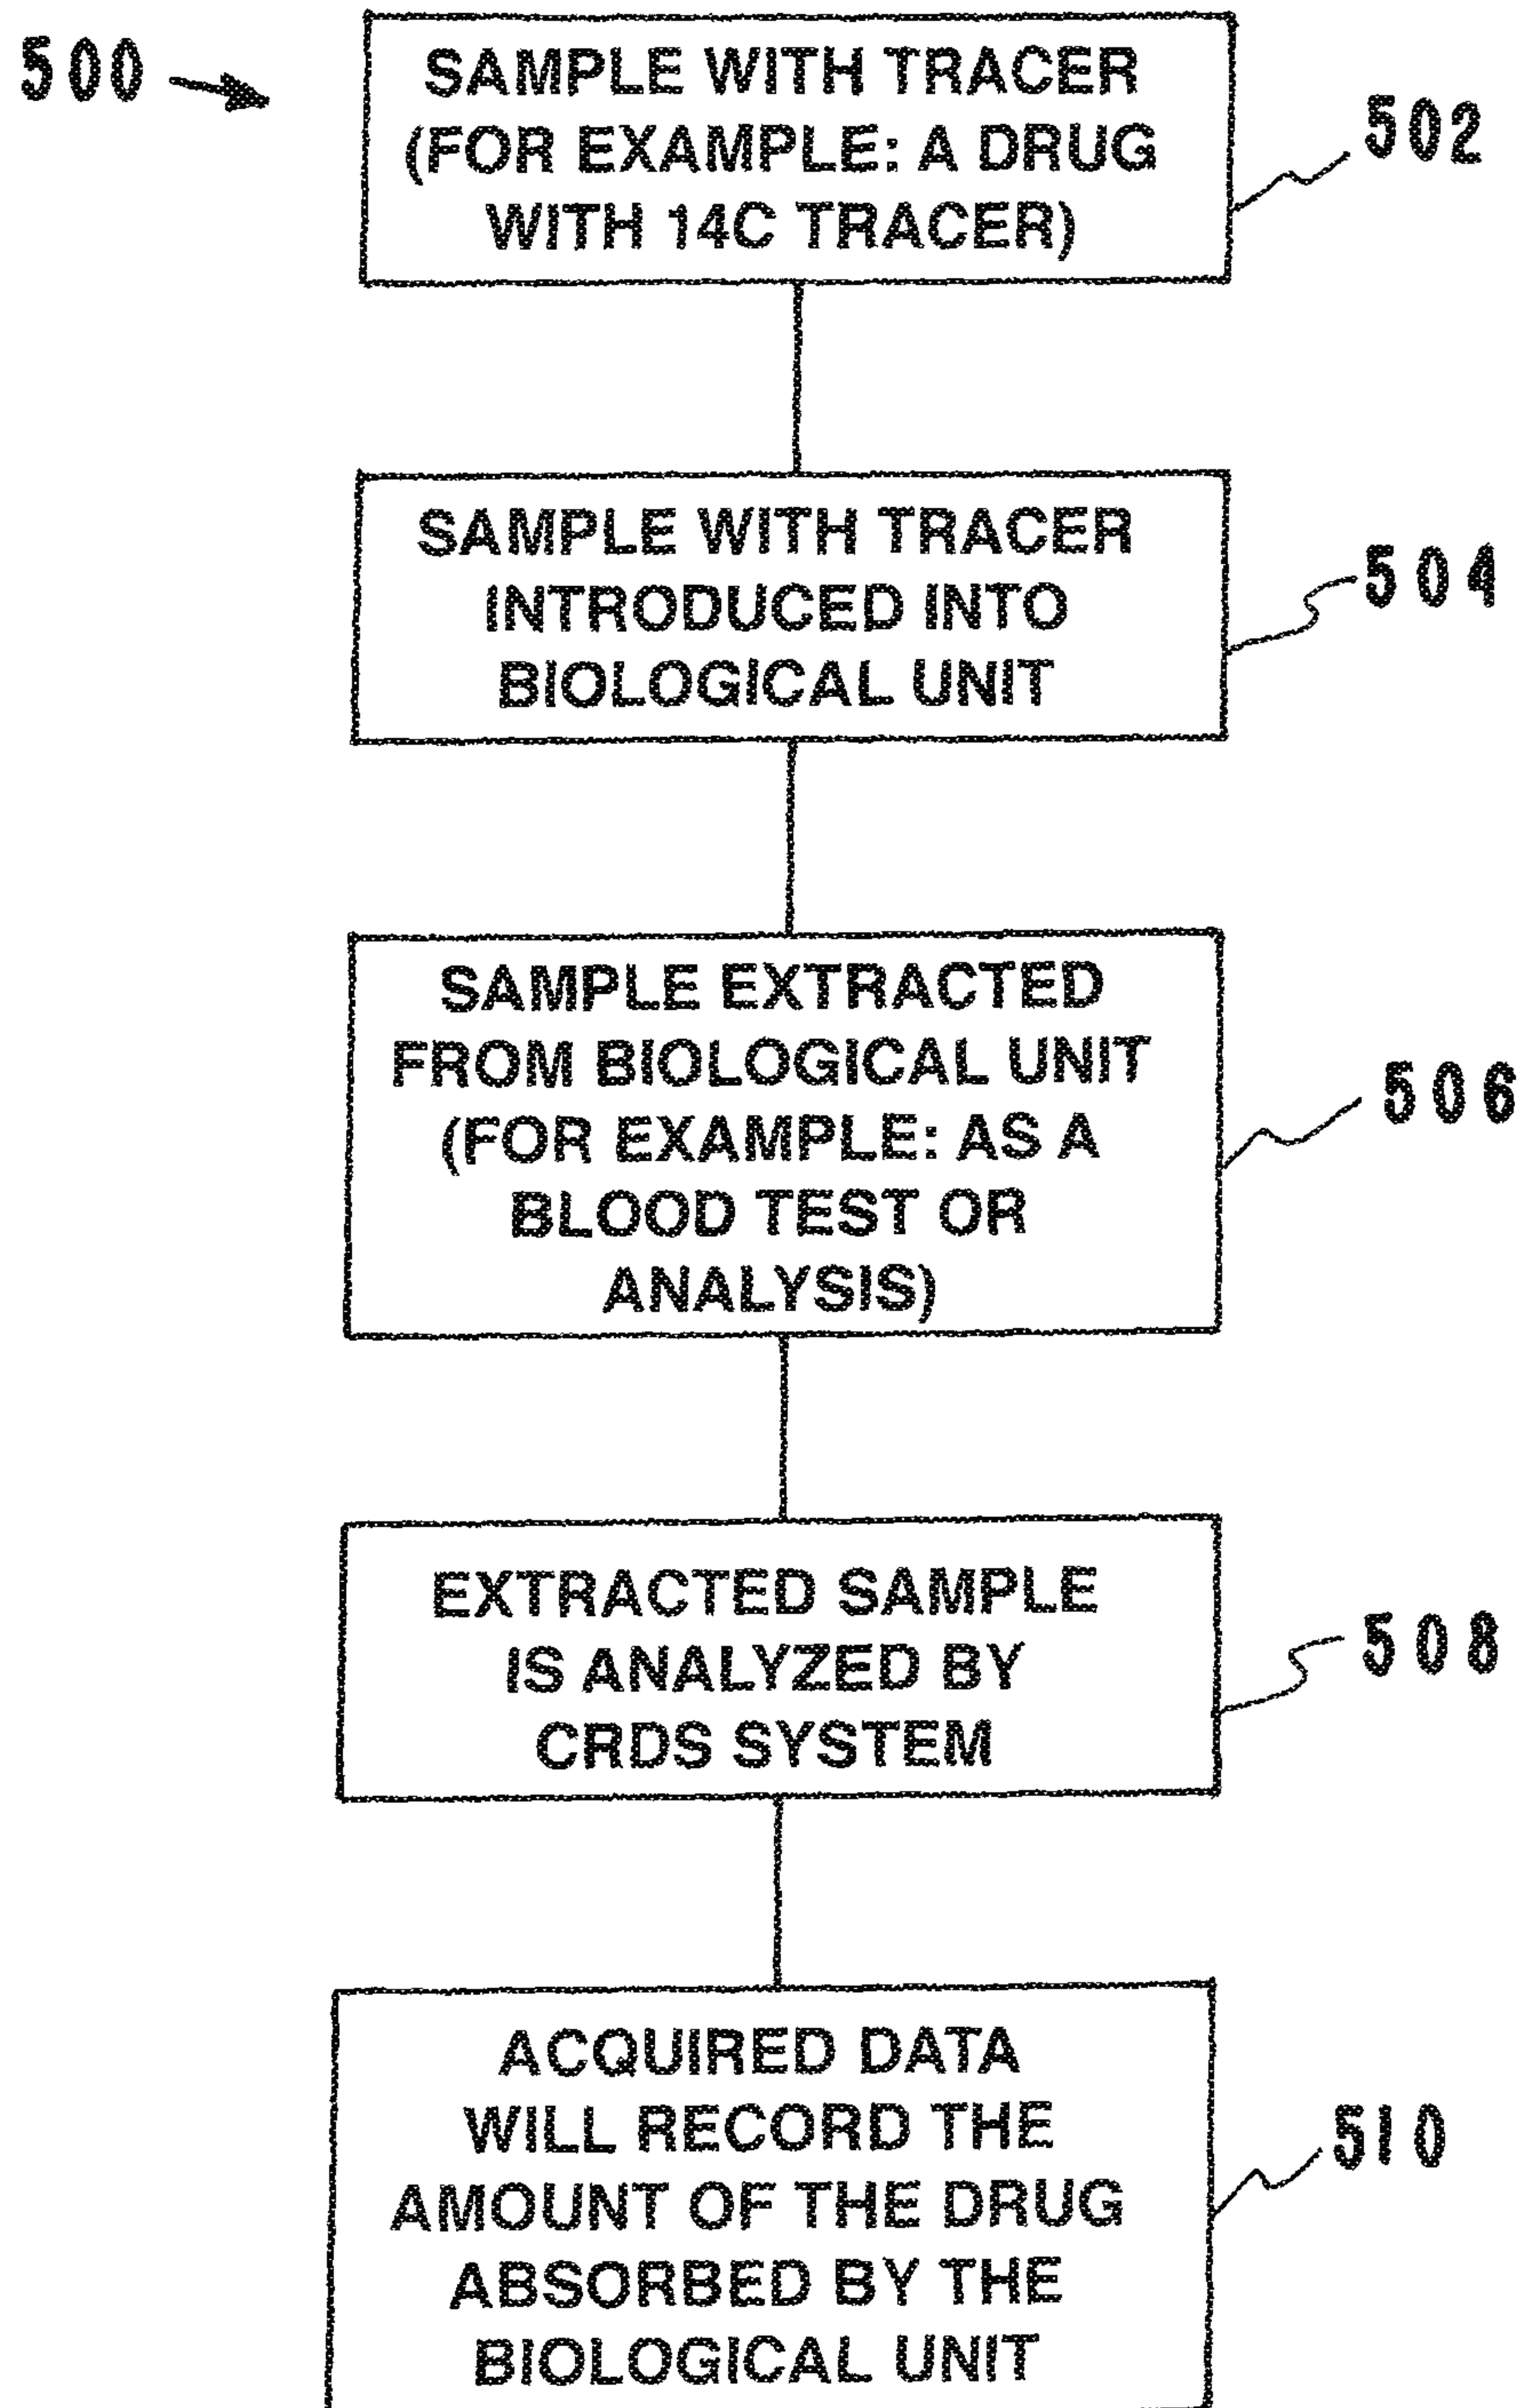 500
SAMPLE WITH TRACER
(FOR EXAMPLE: A DRUG
WITH 14C TRACER)
502
SAMPLE WITH TRACER
INTRODUCED INTO
BIOLOGICAL UNIT
504
SAMPLE EXTRACTED
FROM BIOLOGICAL UNIT
(FOR EXAMPLE: AS A
BLOOD TEST OR
ANALYSIS)
506
EXTRACTED SAMPLE
IS ANALYZED BY
CRDS SYSTEM
508
ACQUIRED DATA
WILL RECORD THE
AMOUNT OF THE DRUG
ABSORBED BY THE
BIOLOGICAL UNIT
510